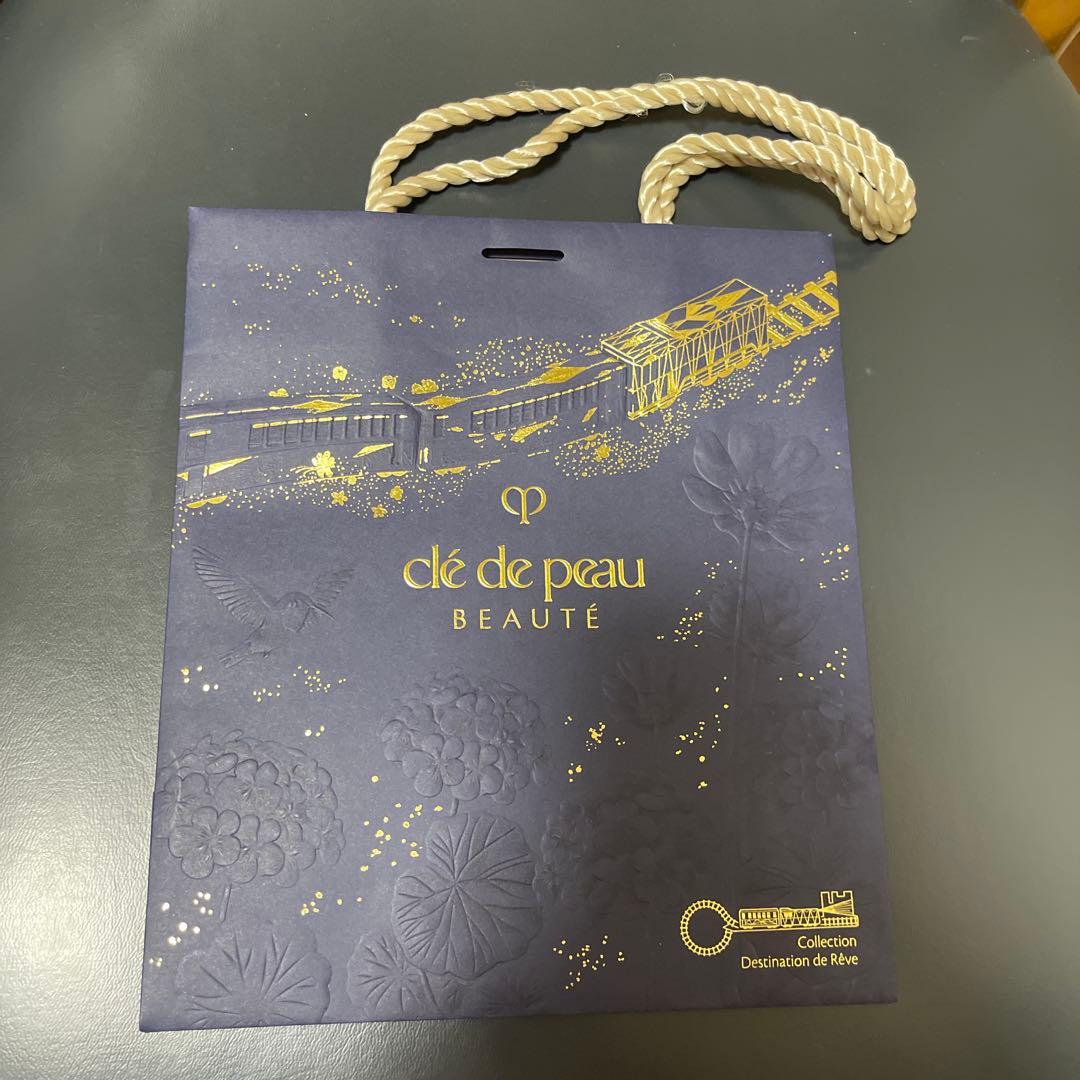 clé de peau
BEAUTÉ
Collection
Destination de Rêve